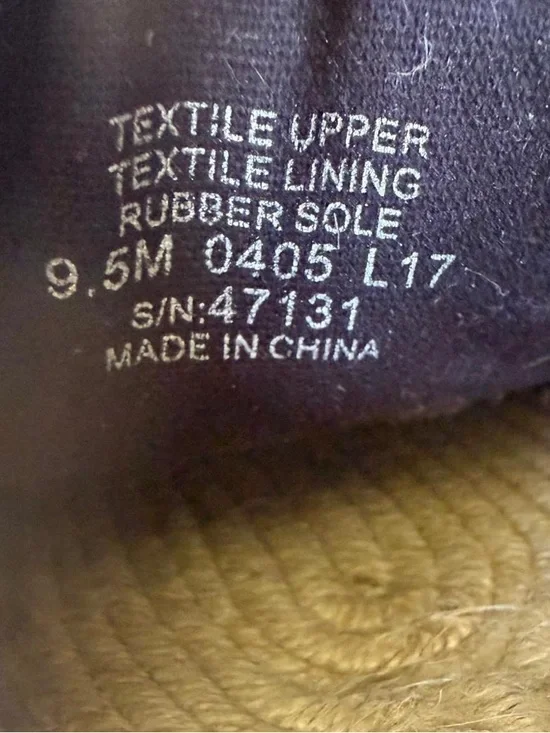 TEXTILE UPPER
TEXTILE LINING
RUBBER SOLE
9.5M 0405 L17
S/N:47131
MADE IN CHINA